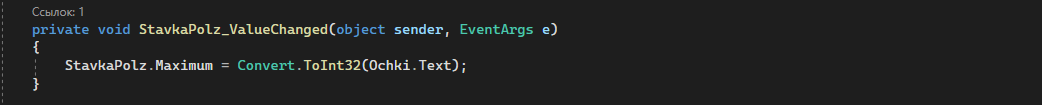 Ссылок: 1
private void StavkaPolz_ValueChanged(object sender, EventArgs e)
{
StavkaPolz.Maximum = Convert.ToInt32(Ochki.Text);
}